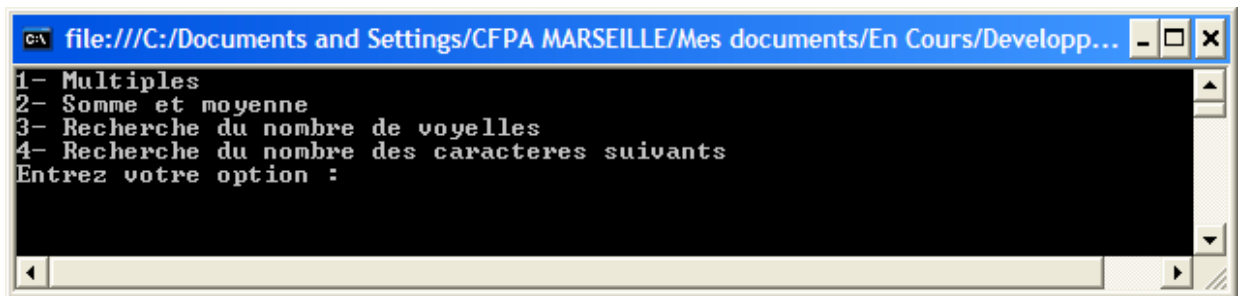 file:///C:/Documents and Settings/CFPA MARSEILLE/Mes documents/En Cours/Developp...
1- Multiples
2- Somme et moyenne
3- Recherche du nombre de voyelles
4- Recherche du nombre des caracteres suivants
Entrez votre option :